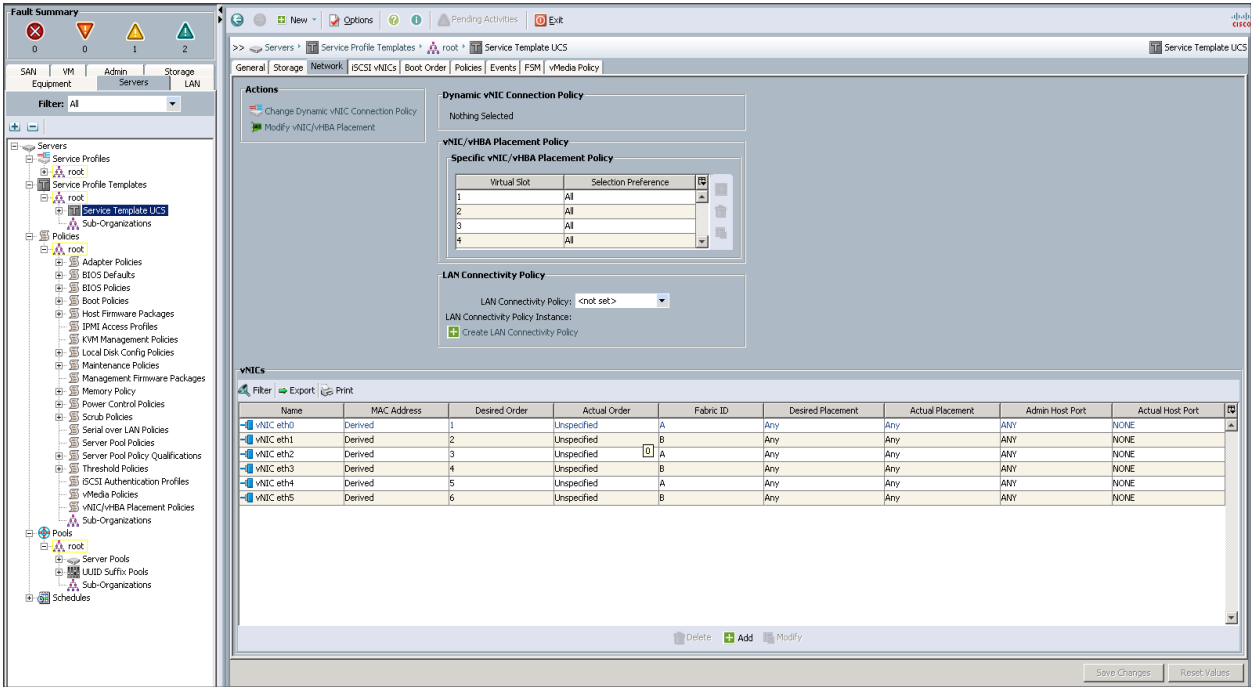 Fault Summary
0 0 1 2
SAN VM Admin Storage
Equipment Servers LAN
Filter: All
Servers
Service Profiles
root
Service Profile Templates
root
Service Template UCS
Sub-Organizations
Policies
root
Adapter Policies
BIOS Defaults
BIOS Policies
Boot Policies
Host Firmware Packages
IPMI Access Profiles
KVM Management Policies
Local Disk Config Policies
Maintenance Policies
Management Firmware Packages
Memory Policy
Power Control Policies
Scrub Policies
Serial over LAN Policies
Server Pool Policies
Server Pool Policy Qualifications
Threshold Policies
iSCSI Authentication Profiles
vMedia Policies
vNIC/vHBA Placement Policies
Sub-Organizations
Pools
root
Server Pools
UUID Suffix Pools
Sub-Organizations
Schedules
New Options Pending Activities Exit
CISCO
>> Servers Service Profile Templates root Service Template UCS Service Template UCS
General Storage Network iSCSI vNICs Boot Order Policies Events FSM vMedia Policy
Actions
Change Dynamic vNIC Connection Policy
Modify vNIC/vHBA Placement
Dynamic vNIC Connection Policy
Nothing Selected
vNIC/vHBA Placement Policy
Specific vNIC/vHBA Placement Policy
Virtual Slot Selection Preference
1 All
2 All
3 All
4 All
LAN Connectivity Policy
LAN Connectivity Policy: <not set>
LAN Connectivity Policy Instance:
Create LAN Connectivity Policy
vNICs
Filter Export Print
Name MAC Address Desired Order Actual Order Fabric ID Desired Placement Actual Placement Admin Host Port Actual Host Port
vNIC eth0 Derived 1 Unspecified A Any Any ANY NONE
vNIC eth1 Derived 2 Unspecified B Any Any ANY NONE
vNIC eth2 Derived 3 Unspecified 0 A Any Any ANY NONE
vNIC eth3 Derived 4 Unspecified B Any Any ANY NONE
vNIC eth4 Derived 5 Unspecified A Any Any ANY NONE
vNIC eth5 Derived 6 Unspecified B Any Any ANY NONE
Delete Add Modify
Save Changes Reset Values